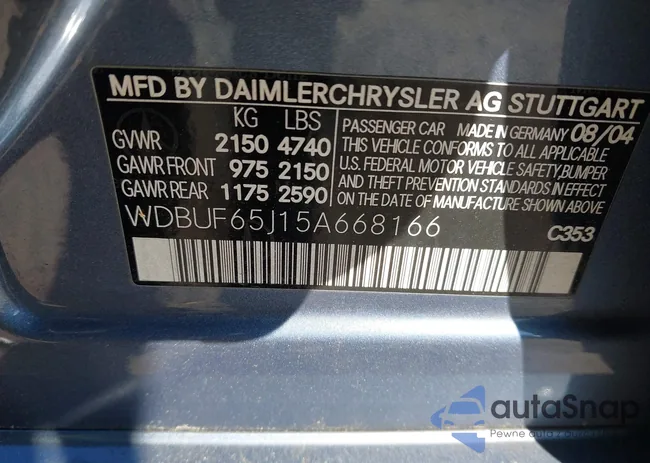 MFD BY DAIMLERCHRYSLER AG STUTTGART
KG LBS
GVWR 2150 4740
GAWR FRONT 975 2150
GAWR REAR 1175 2590
PASSENGER CAR MADE IN GERMANY 08/04
THIS VEHICLE CONFORMS TO ALL APPLICABLE
U.S. FEDERAL MOTOR VEHICLE SAFETY, BUMPER
AND THEFT PREVENTION STANDARDS IN EFFECT
ON THE DATE OF MANUFACTURE SHOWN ABOVE
WDBUF65J15A668166
C353
autaSnap
Pewne auta z